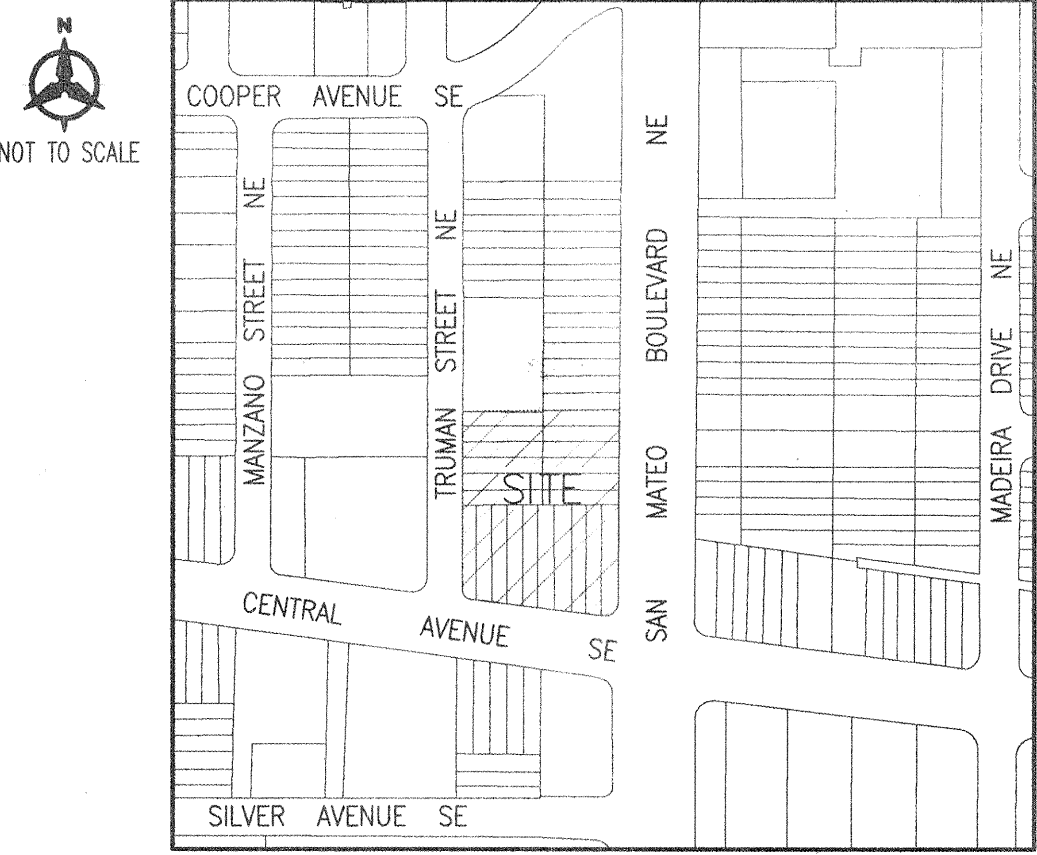 N
NOT TO SCALE
COOPER AVENUE SE
MANZANO STREET NE
TRUMAN STREET NE
SAN MATEO BOULEVARD NE
MADEIRA DRIVE NE
SITE
CENTRAL AVENUE SE
SILVER AVENUE SE